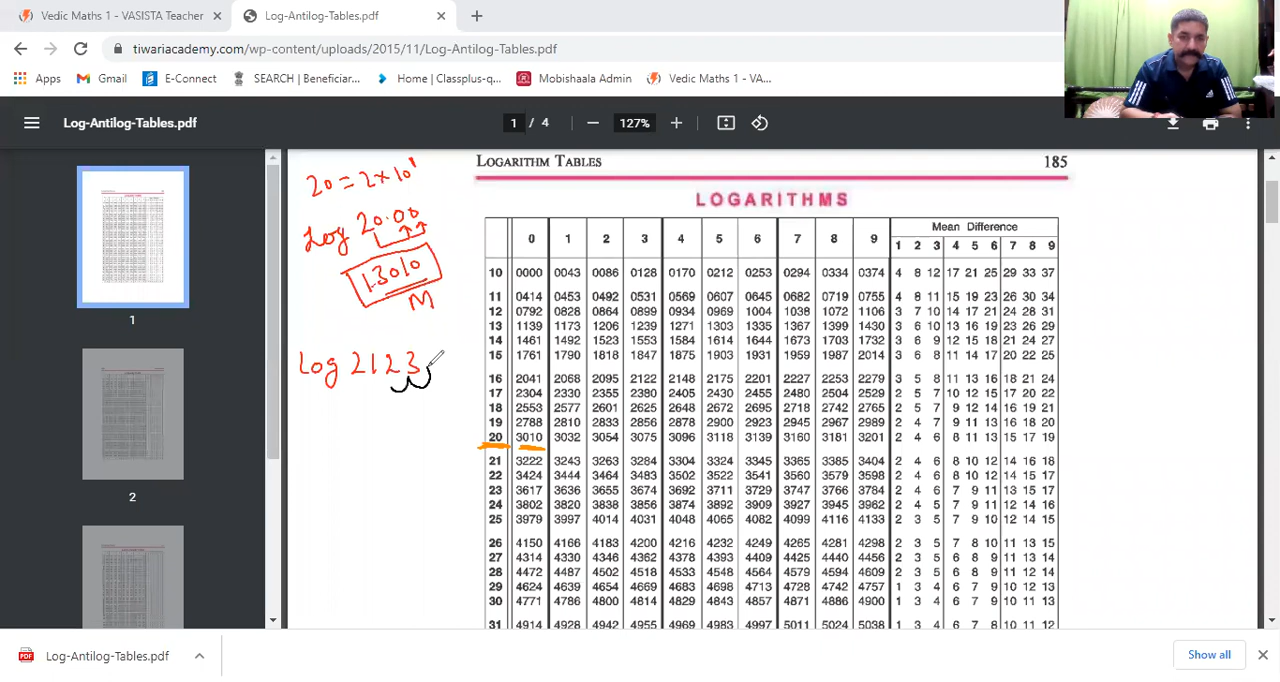 Vedic Maths 1 - VASISTA Teacher
Log-Antilog-Tables.pdf
tiwariacademy.com/wp-content/uploads/2015/11/Log-Antilog-Tables.pdf
Apps Gmail E-Connect SEARCH | Beneficiar... Home | Classplus-q... Mobishaala Admin Vedic Maths 1 - VA...
Log-Antilog-Tables.pdf 1 / 4 127%
1
2
20 = 2 × 10¹
Log 20.00
1.3010
M
log 2123
LOGARITHM TABLES 185
LOGARITHMS
Mean Difference
0 1 2 3 4 5 6 7 8 9 1 2 3 4 5 6 7 8 9
10 0000 0043 0086 0128 0170 0212 0253 0294 0334 0374 4 8 12 17 21 25 29 33 37
11 0414 0453 0492 0531 0569 0607 0645 0682 0719 0755 4 8 11 15 19 23 26 30 34
12 0792 0828 0864 0899 0934 0969 1004 1038 1072 1106 3 7 10 14 17 21 24 28 31
13 1139 1173 1206 1239 1271 1303 1335 1367 1399 1430 3 6 10 13 16 19 23 26 29
14 1461 1492 1523 1553 1584 1614 1644 1673 1703 1732 3 6 9 12 15 18 21 24 27
15 1761 1790 1818 1847 1875 1903 1931 1959 1987 2014 3 6 8 11 14 17 20 22 25
16 2041 2068 2095 2122 2148 2175 2201 2227 2253 2279 3 5 8 11 13 16 18 21 24
17 2304 2330 2355 2380 2405 2430 2455 2480 2504 2529 2 5 7 10 12 15 17 20 22
18 2553 2577 2601 2625 2648 2672 2695 2718 2742 2765 2 5 7 9 12 14 16 19 21
19 2788 2810 2833 2856 2878 2900 2923 2945 2967 2989 2 4 7 9 11 13 16 18 20
20 3010 3032 3054 3075 3096 3118 3139 3160 3181 3201 2 4 6 8 11 13 15 17 19
21 3222 3243 3263 3284 3304 3324 3345 3365 3385 3404 2 4 6 8 10 12 14 16 18
22 3424 3444 3464 3483 3502 3522 3541 3560 3579 3598 2 4 6 8 10 12 14 15 17
23 3617 3636 3655 3674 3692 3711 3729 3747 3766 3784 2 4 6 7 9 11 13 15 17
24 3802 3820 3838 3856 3874 3892 3909 3927 3945 3962 2 4 5 7 9 11 12 14 16
25 3979 3997 4014 4031 4048 4065 4082 4099 4116 4133 2 3 5 7 9 10 12 14 15
26 4150 4166 4183 4200 4216 4232 4249 4265 4281 4298 2 3 5 7 8 10 11 13 15
27 4314 4330 4346 4362 4378 4393 4409 4425 4440 4456 2 3 5 6 8 9 11 13 14
28 4472 4487 4502 4518 4533 4548 4564 4579 4594 4609 2 3 5 6 8 9 11 12 14
29 4624 4639 4654 4669 4683 4698 4713 4728 4742 4757 1 3 4 6 7 9 10 12 13
30 4771 4786 4800 4814 4829 4843 4857 4871 4886 4900 1 3 4 6 7 9 10 11 13
31 4914 4928 4942 4955 4969 4983 4997 5011 5024 5038 1 3 4 6 7 8 10 11 12
Log-Antilog-Tables.pdf
Show all